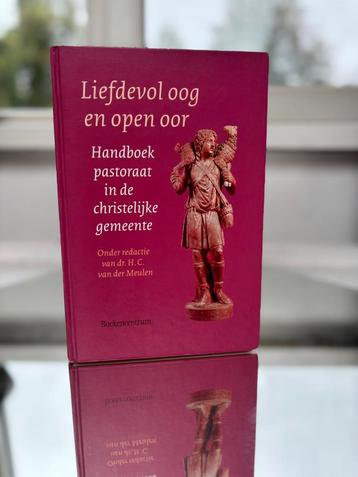 Liefdevol oog
en open oor
Handboek
pastoraat
in de
christelijke
gemeente
Onder redactie
van dr. H. C.
van der Meulen
Boekencentrum